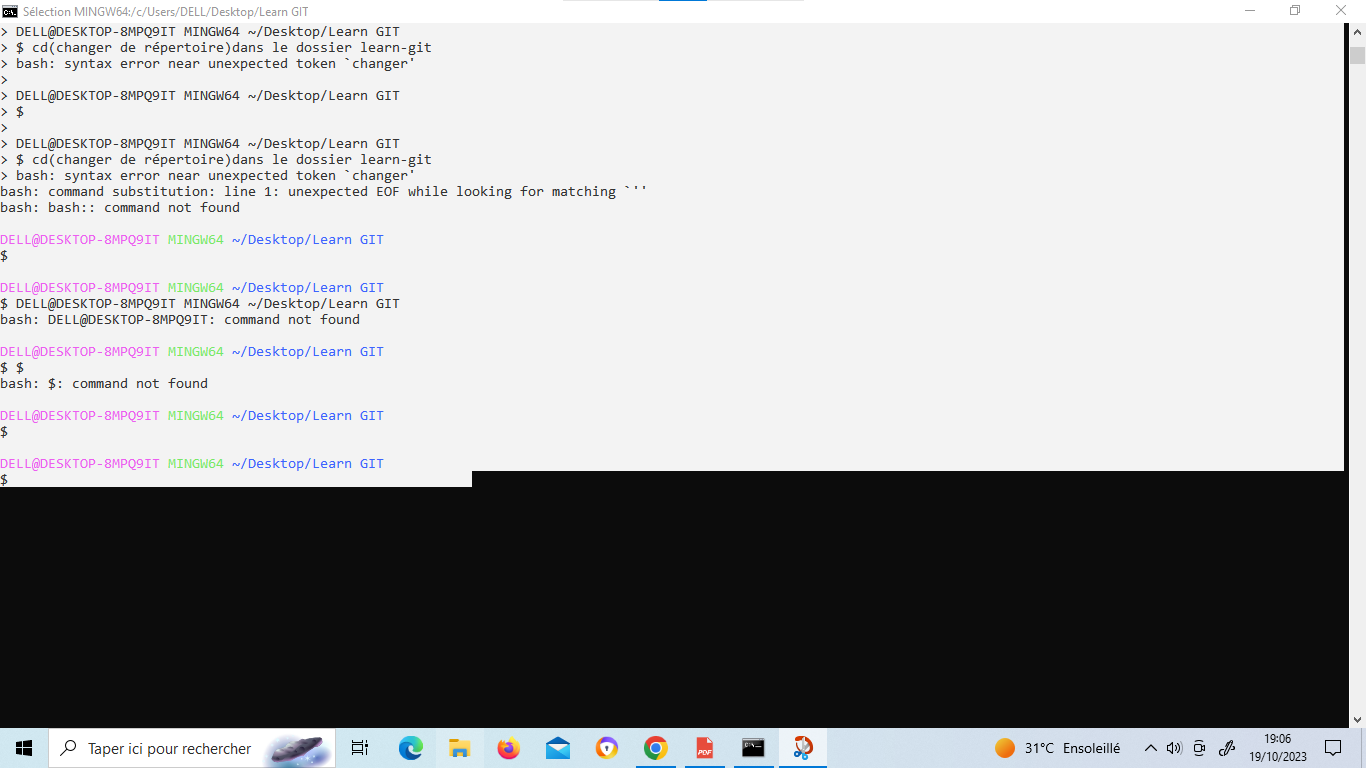 Sélection MINGW64:/c/Users/DELL/Desktop/Learn GIT
> DELL@DESKTOP-8MPQ9IT MINGW64 ~/Desktop/Learn GIT
> $ cd(changer de répertoire)dans le dossier learn-git
> bash: syntax error near unexpected token `changer'
>
> DELL@DESKTOP-8MPQ9IT MINGW64 ~/Desktop/Learn GIT
> $
>
> DELL@DESKTOP-8MPQ9IT MINGW64 ~/Desktop/Learn GIT
> $ cd(changer de répertoire)dans le dossier learn-git
> bash: syntax error near unexpected token `changer'
bash: command substitution: line 1: unexpected EOF while looking for matching `''
bash: bash:: command not found
DELL@DESKTOP-8MPQ9IT MINGW64 ~/Desktop/Learn GIT
$
DELL@DESKTOP-8MPQ9IT MINGW64 ~/Desktop/Learn GIT
$ DELL@DESKTOP-8MPQ9IT MINGW64 ~/Desktop/Learn GIT
bash: DELL@DESKTOP-8MPQ9IT: command not found
DELL@DESKTOP-8MPQ9IT MINGW64 ~/Desktop/Learn GIT
$ $
bash: $: command not found
DELL@DESKTOP-8MPQ9IT MINGW64 ~/Desktop/Learn GIT
$
DELL@DESKTOP-8MPQ9IT MINGW64 ~/Desktop/Learn GIT
$
Taper ici pour rechercher
PDF
31°C Ensoleillé
19:06
19/10/2023